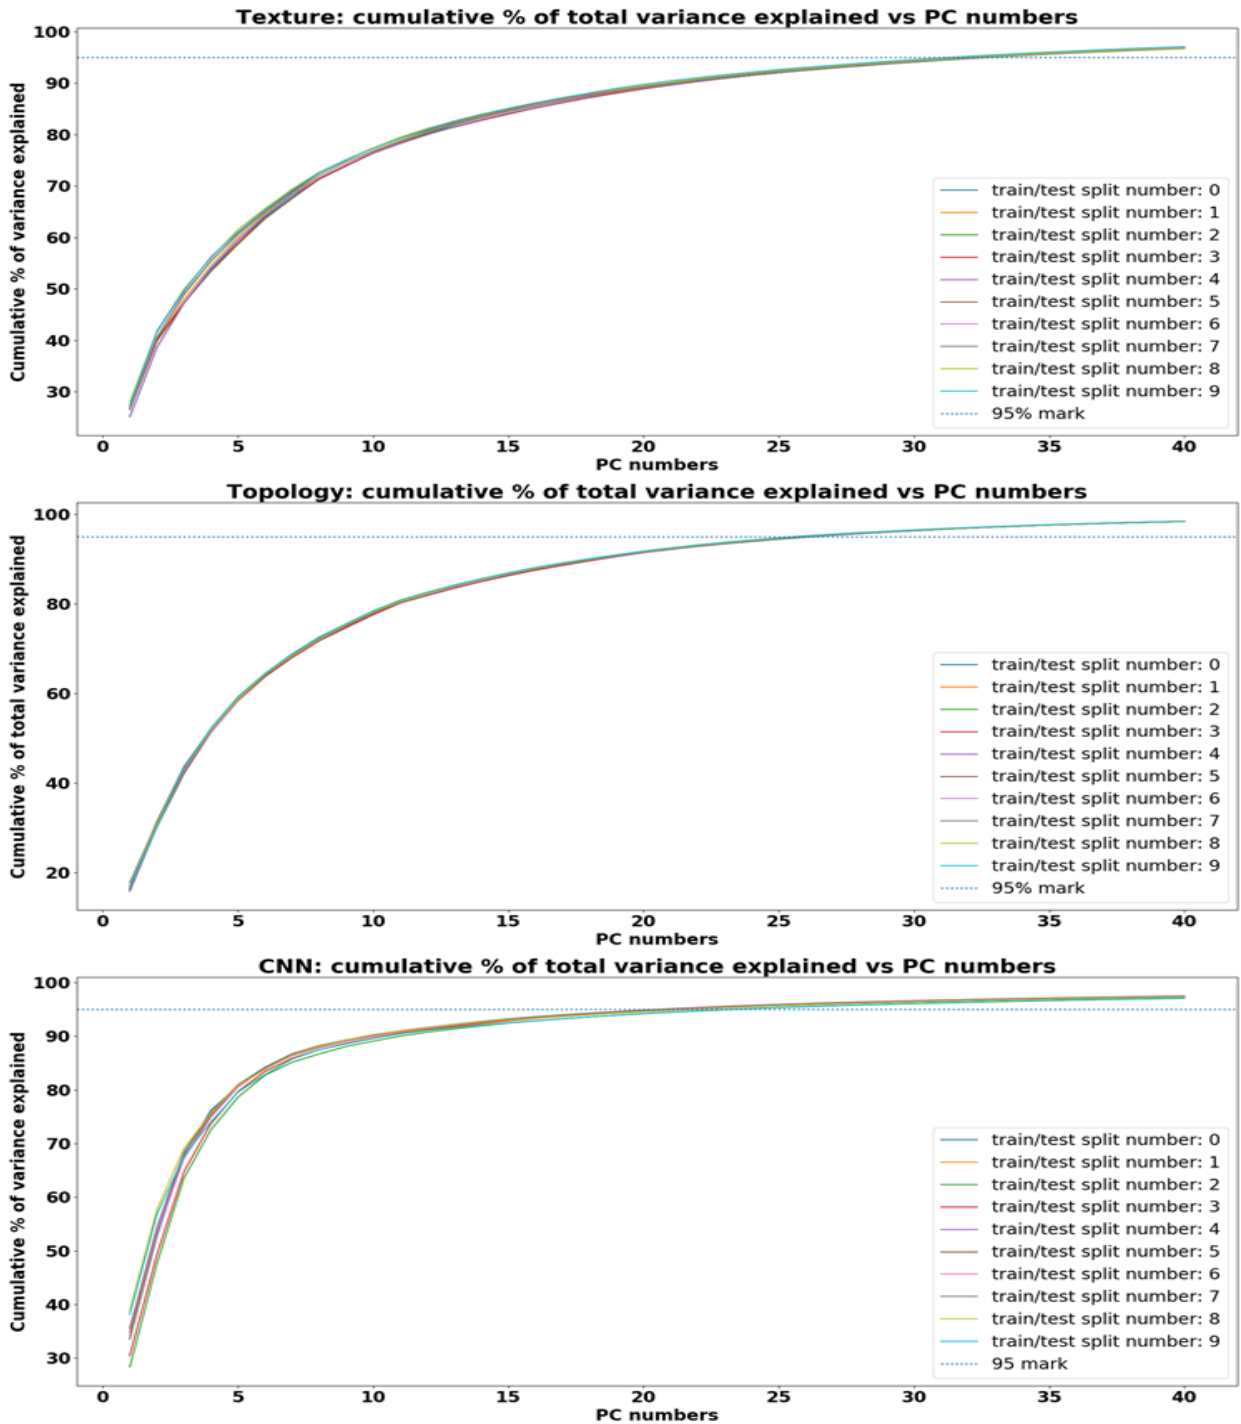 Texture: cumulative % of total variance explained vs PC numbers
100
90
80
70
60
50
40
30
Cumulative % of variance explained
train/test split number: 0
train/test split number: 1
train/test split number: 2
train/test split number: 3
train/test split number: 4
train/test split number: 5
train/test split number: 6
train/test split number: 7
train/test split number: 8
train/test split number: 9
95% mark
0 5 10 15 20 25 30 35 40
PC numbers
Topology: cumulative % of total variance explained vs PC numbers
100
80
60
40
20
Cumulative % of total variance explained
train/test split number: 0
train/test split number: 1
train/test split number: 2
train/test split number: 3
train/test split number: 4
train/test split number: 5
train/test split number: 6
train/test split number: 7
train/test split number: 8
train/test split number: 9
95% mark
0 5 10 15 20 25 30 35 40
PC numbers
CNN: cumulative % of total variance explained vs PC numbers
100
90
80
70
60
50
40
30
Cumulative % of variance explained
train/test split number: 0
train/test split number: 1
train/test split number: 2
train/test split number: 3
train/test split number: 4
train/test split number: 5
train/test split number: 6
train/test split number: 7
train/test split number: 8
train/test split number: 9
95 mark
0 5 10 15 20 25 30 35 40
PC numbers